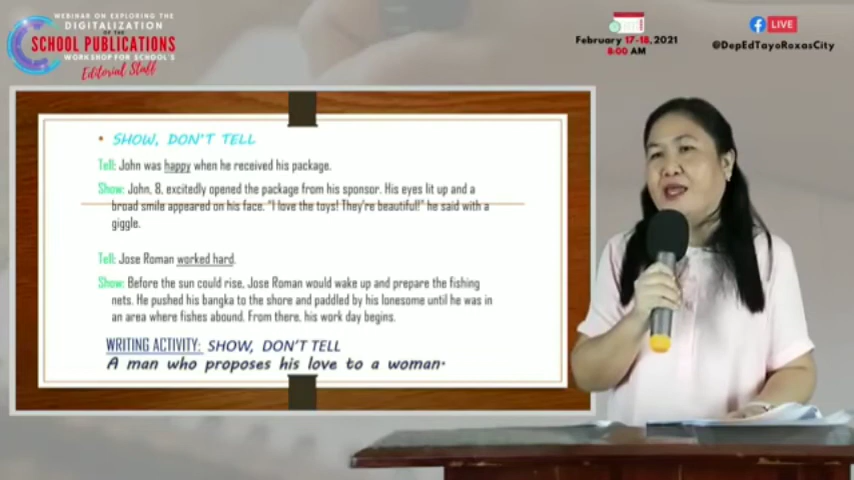 WEBINAR ON EXPLORING THE
DIGITALIZATION
OF THE
SCHOOL PUBLICATIONS
WORKSHOP FOR SCHOOL'S
Editorial Staff
February 17-18, 2021
8:00 AM
LIVE
@DepEdTayoRoxasCity
• SHOW, DON'T TELL
Tell: John was happy when he received his package.
Show: John, 8, excitedly opened the package from his sponsor. His eyes lit up and a
broad smile appeared on his face. "I love the toys! They're beautiful!" he said with a
giggle.
Tell: Jose Roman worked hard.
Show: Before the sun could rise, Jose Roman would wake up and prepare the fishing
nets. He pushed his bangka to the shore and paddled by his lonesome until he was in
an area where fishes abound. From there, his work day begins.
WRITING ACTIVITY: SHOW, DON'T TELL
A man who proposes his love to a woman.